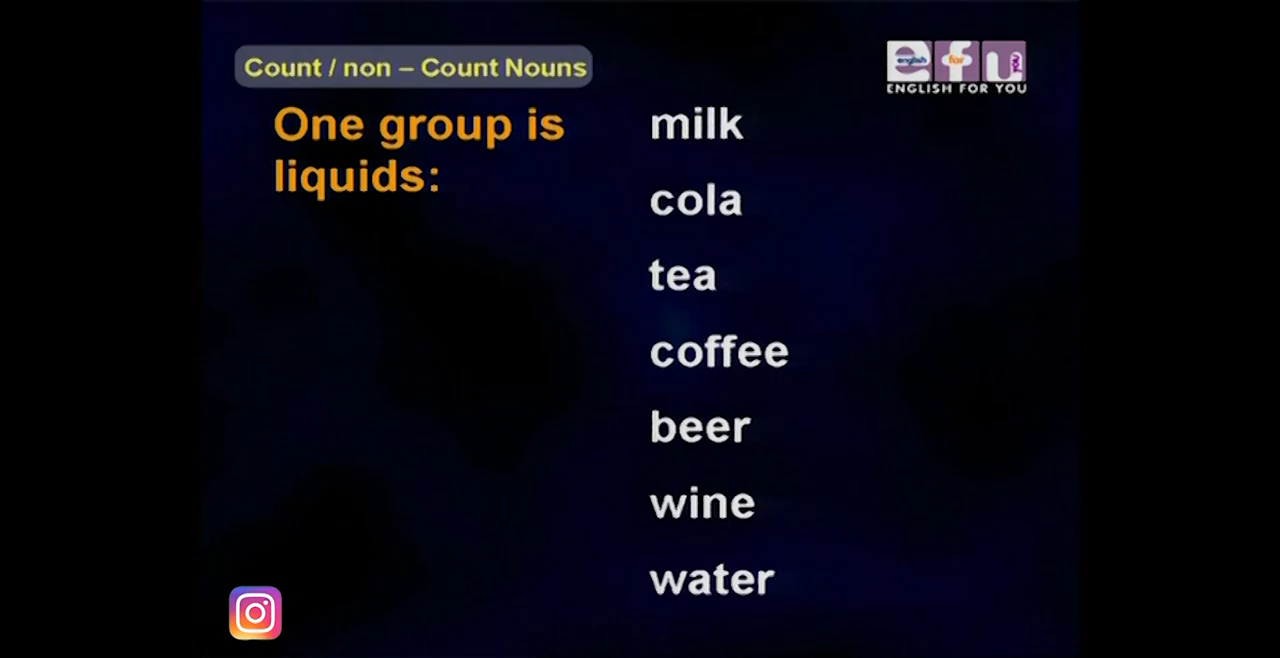 Count / non – Count Nouns
english for you
ENGLISH FOR YOU
One group is
liquids:
milk
cola
tea
coffee
beer
wine
water